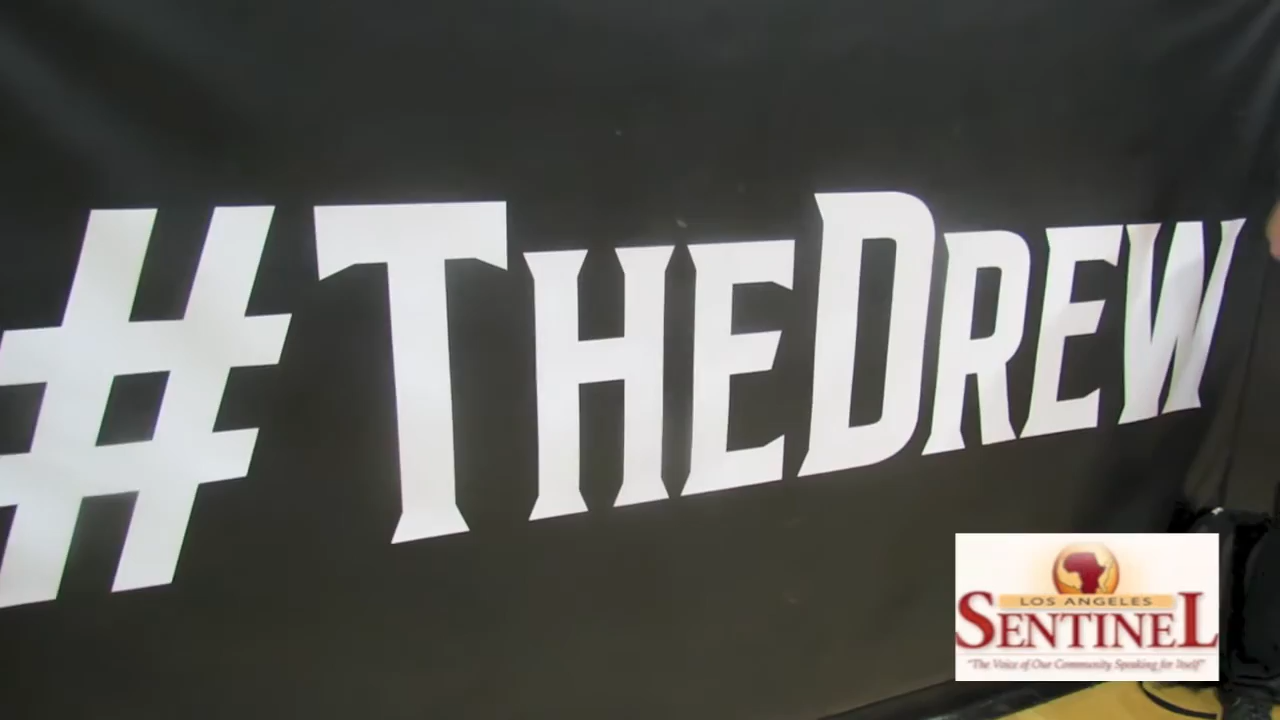 #THEDREW
LOS ANGELES
SENTINEL
"The Voice of Our Community Speaking for Itself"